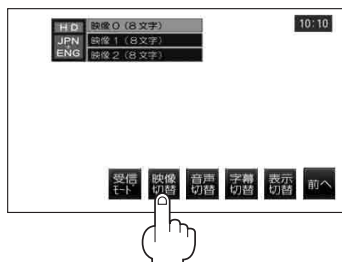 HD 映像0(8文字) 10:10
JPN 映像1(8文字)
+
ENG 映像2(8文字)
受信モード 映像切替 音声切替 字幕切替 表示切替 前へ